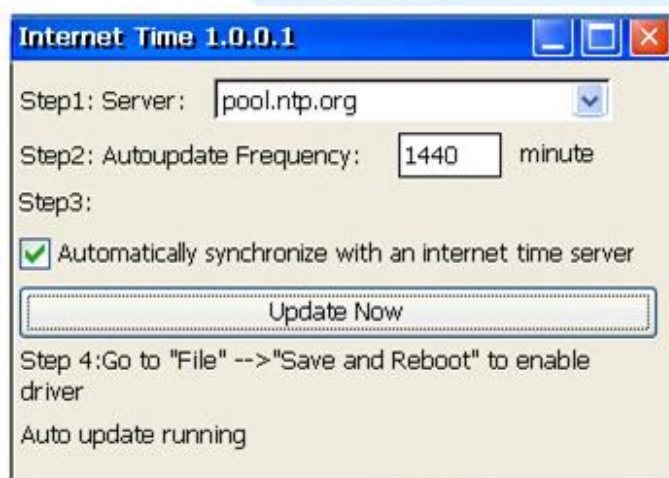 Internet Time 1.0.0.1
Step1: Server: pool.ntp.org
Step2: Autoupdate Frequency: 1440 minute
Step3:
Automatically synchronize with an internet time server
Update Now
Step 4:Go to "File" -->"Save and Reboot" to enable
driver
Auto update running